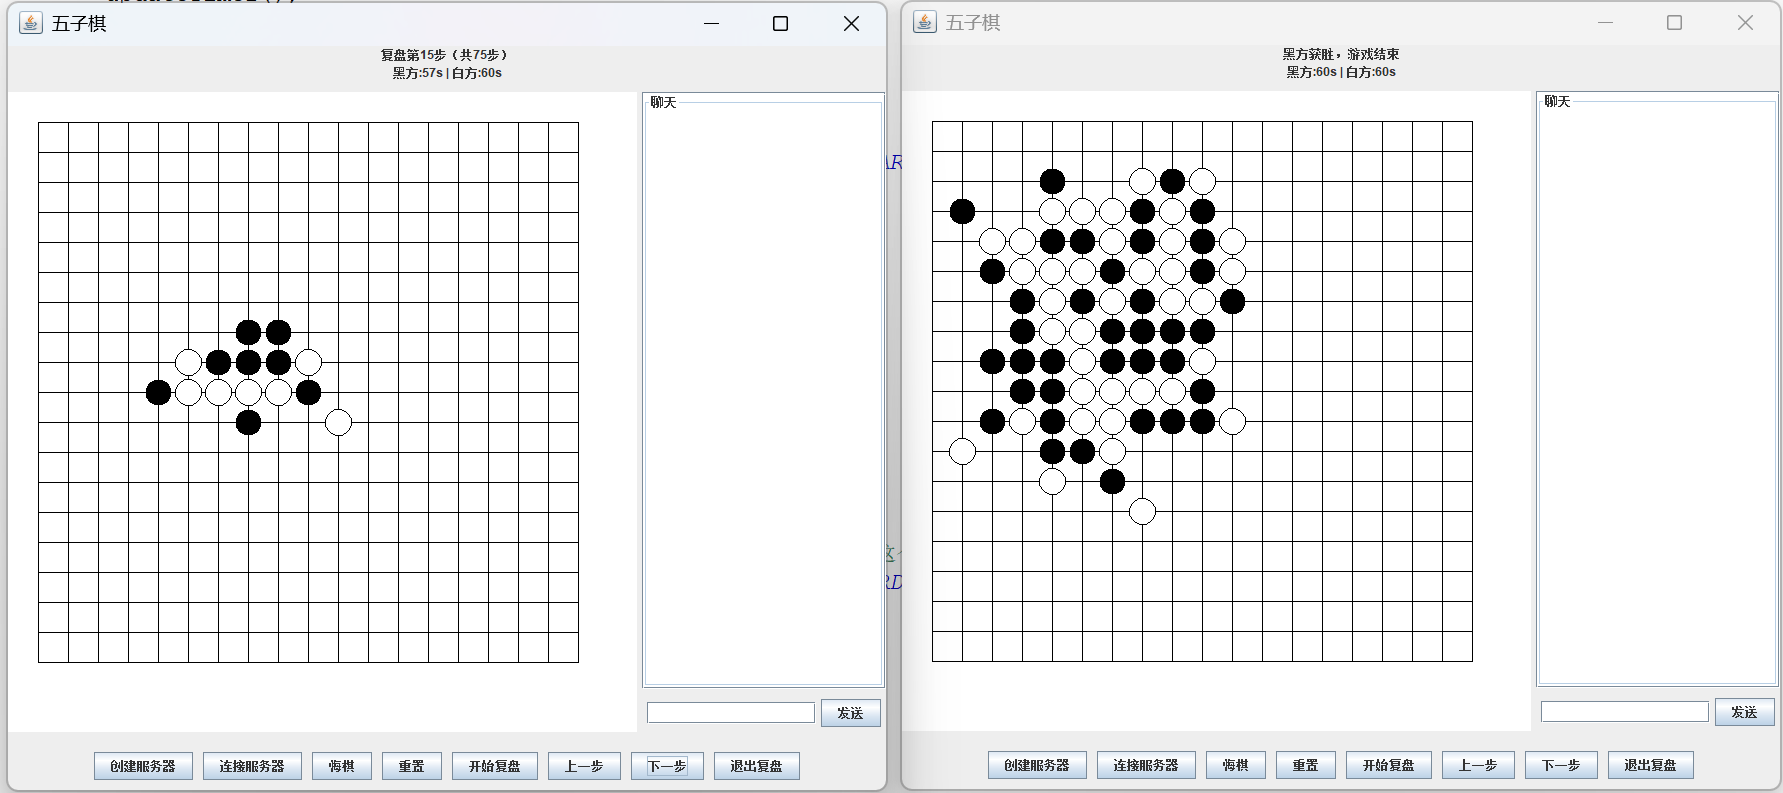 五子棋
复盘第15步（共75步）
黑方:57s | 白方:60s
聊天
发送
创建服务器 连接服务器 悔棋 重置 开始复盘 上一步 下一步 退出复盘
五子棋
黑方获胜，游戏结束
黑方:60s | 白方:60s
聊天
发送
创建服务器 连接服务器 悔棋 重置 开始复盘 上一步 下一步 退出复盘